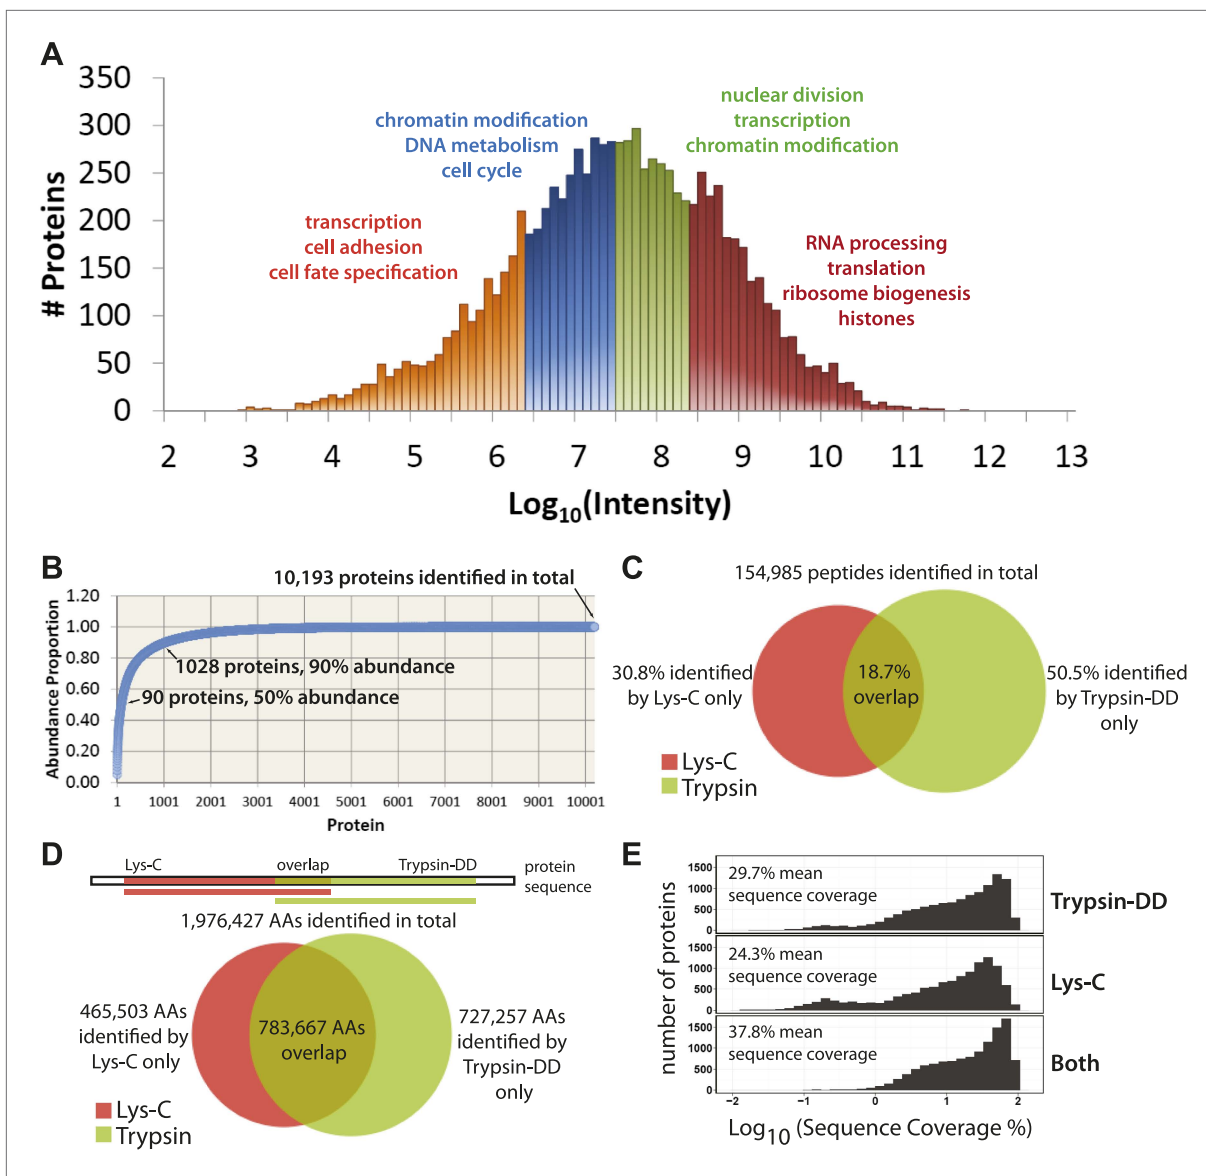 A
350
300
250
200
150
100
50
0
# Proteins
transcription
cell adhesion
cell fate specification
chromatin modification
DNA metabolism
cell cycle
nuclear division
transcription
chromatin modification
RNA processing
translation
ribosome biogenesis
histones
2 3 4 5 6 7 8 9 10 11 12 13
Log10(Intensity)
B
10,193 proteins identified in total
Abundance Proportion
1.20
1.00
0.80
0.60
0.40
0.20
0.00
1028 proteins, 90% abundance
90 proteins, 50% abundance
1 1001 2001 3001 4001 5001 6001 7001 8001 9001 10001
Protein
C
154,985 peptides identified in total
30.8% identified
by Lys-C only
18.7%
overlap
50.5% identified
by Trypsin-DD
only
Lys-C
Trypsin
D
Lys-C overlap Trypsin-DD
protein
sequence
1,976,427 AAs identified in total
465,503 AAs
identified by
Lys-C only
783,667 AAs
overlap
727,257 AAs
identified by
Trypsin-DD
only
Lys-C
Trypsin
E
number of proteins
1500
1000
500
0
29.7% mean
sequence coverage
Trypsin-DD
1500
1000
500
0
24.3% mean
sequence coverage
Lys-C
1500
1000
500
0
37.8% mean
sequence coverage
Both
−2 −1 0 1 2
Log10 (Sequence Coverage %)